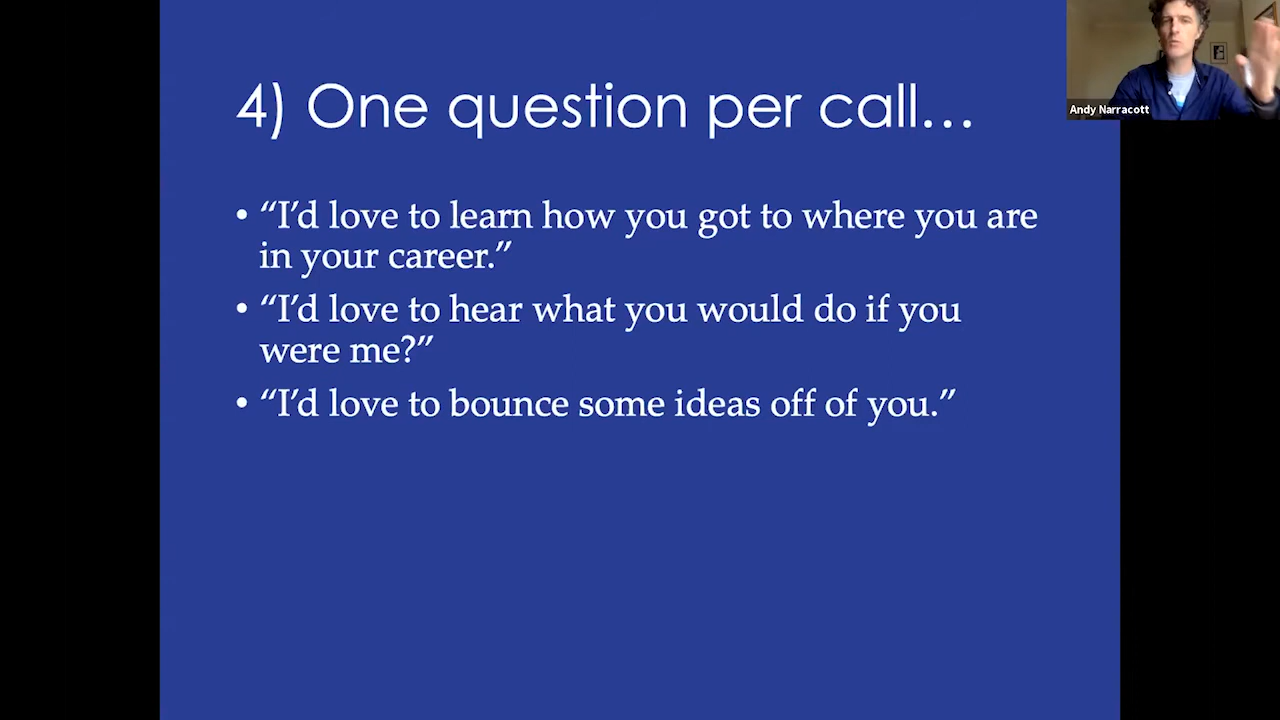 4) One question per call…
• “I’d love to learn how you got to where you are
in your career.”
• “I’d love to hear what you would do if you
were me?”
• “I’d love to bounce some ideas off of you.”
Andy Narracott